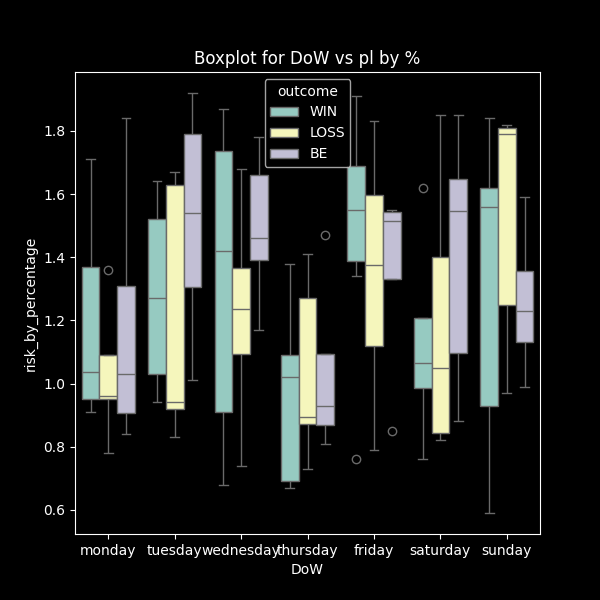 Boxplot for DoW vs pl by %
outcome
WIN
LOSS
BE
risk_by_percentage
1.8
1.6
1.4
1.2
1.0
0.8
0.6
monday tuesday wednesday thursday friday saturday sunday
DoW